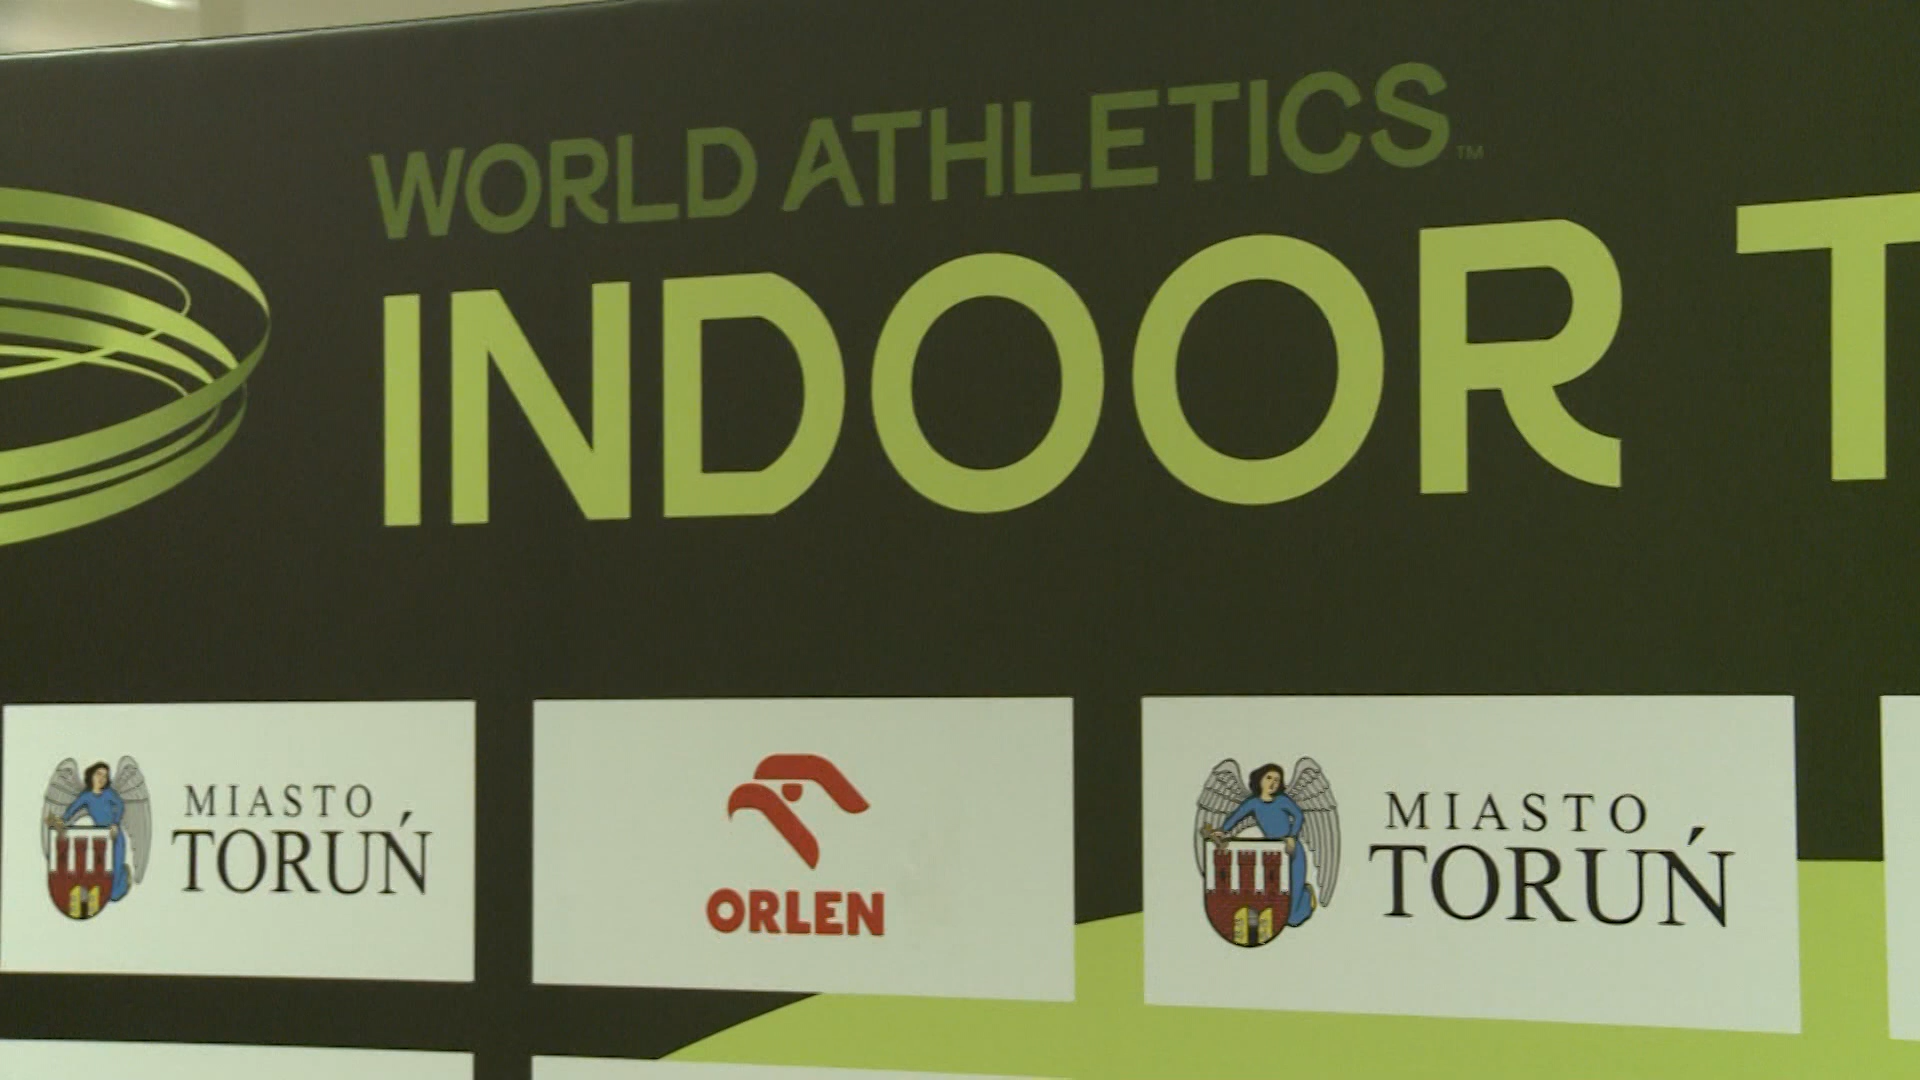 WORLD ATHLETICS™
INDOOR T
MIASTO
TORUŃ
ORLEN
MIASTO
TORUŃ